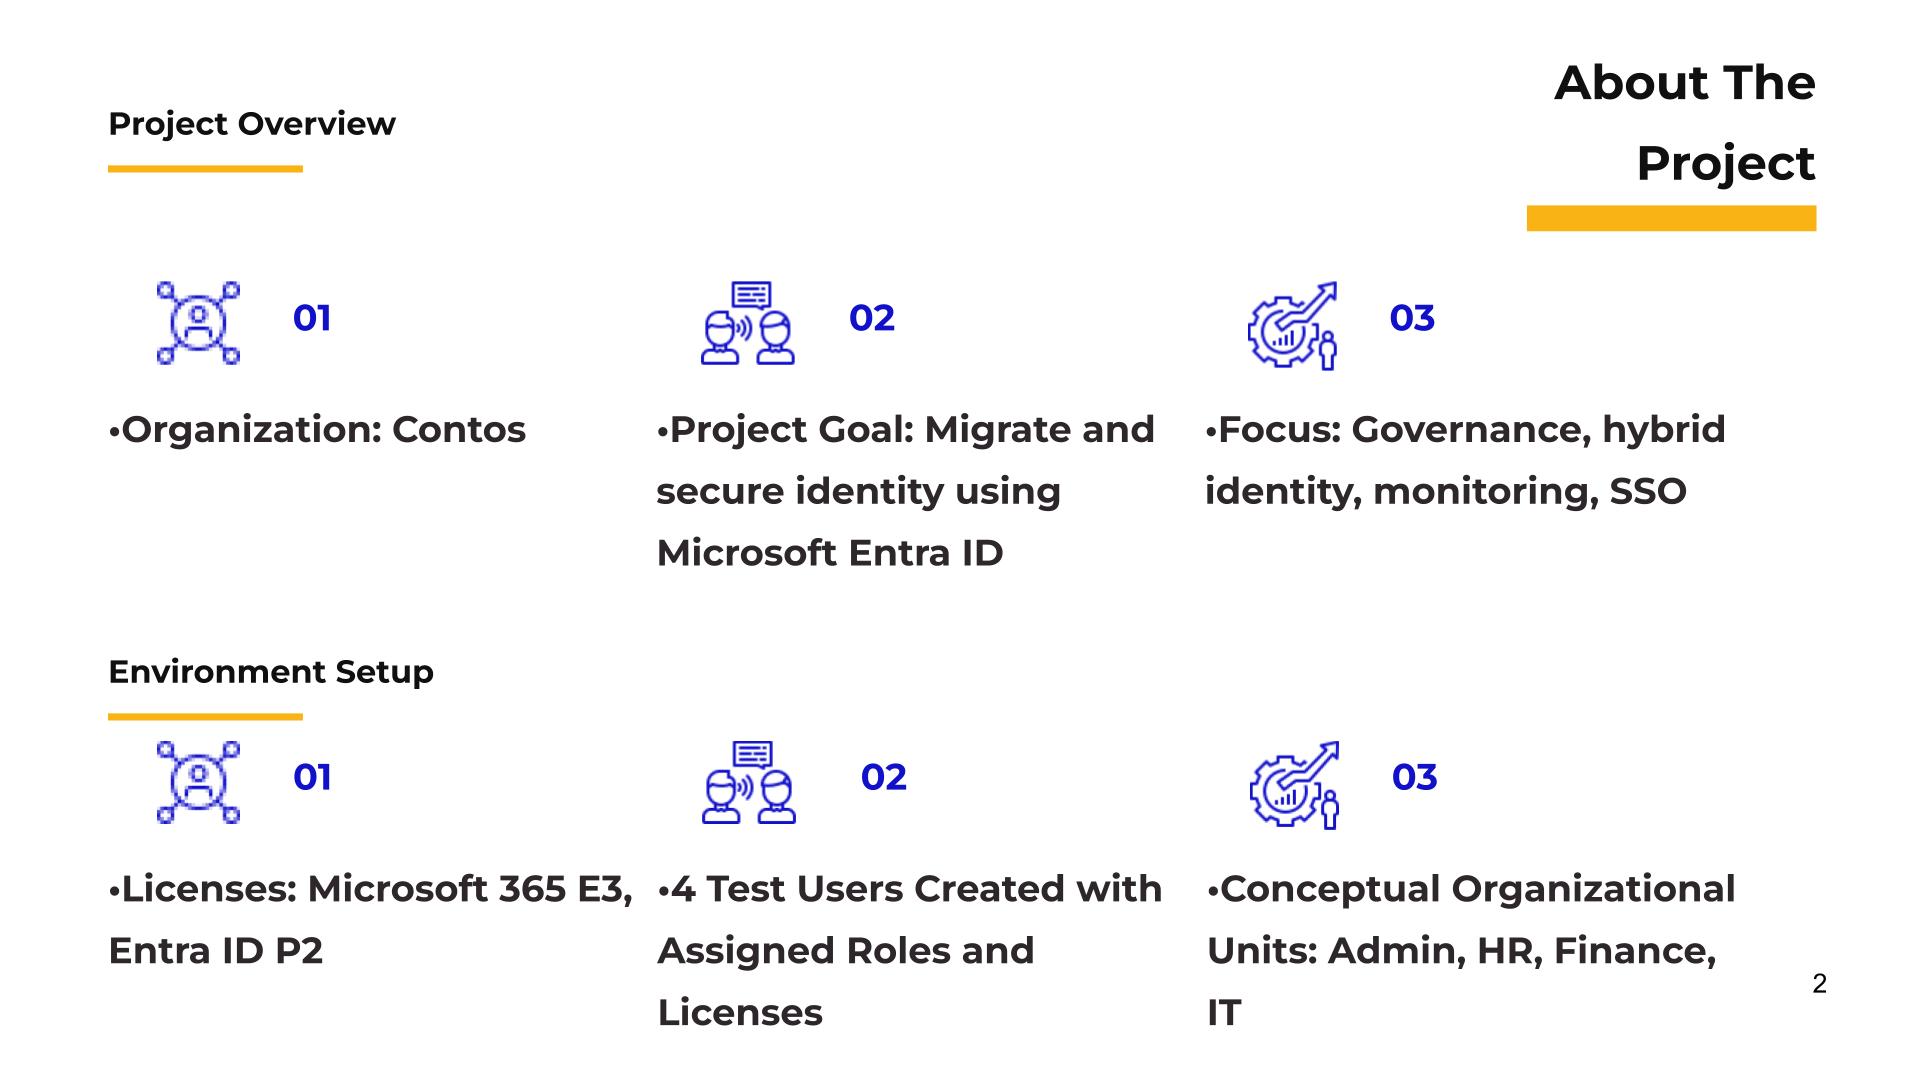 About The
Project
Project Overview
01
•Organization: Contos
02
•Project Goal: Migrate and
secure identity using
Microsoft Entra ID
03
•Focus: Governance, hybrid
identity, monitoring, SSO
Environment Setup
01
•Licenses: Microsoft 365 E3,
Entra ID P2
02
•4 Test Users Created with
Assigned Roles and
Licenses
03
•Conceptual Organizational
Units: Admin, HR, Finance,
IT
2